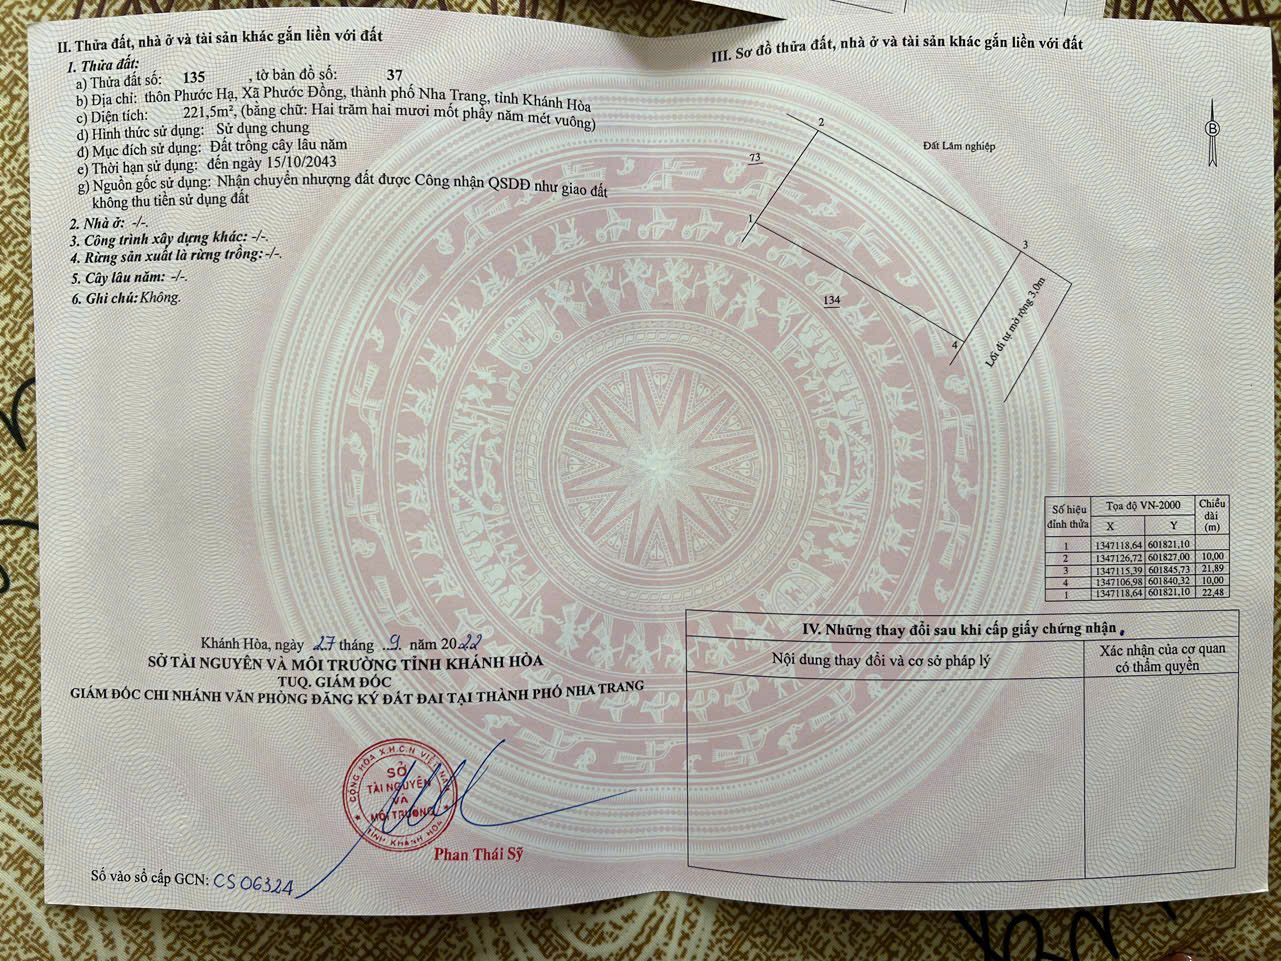 II. Thửa đất, nhà ở và tài sản khác gắn liền với đất
1. Thửa đất:
a) Thửa đất số: 135 , tờ bản đồ số: 37
b) Địa chỉ: thôn Phước Hạ, Xã Phước Đồng, thành phố Nha Trang, tỉnh Khánh Hòa
c) Diện tích: 221,5m², (bằng chữ: Hai trăm hai mươi mốt phẩy năm mét vuông)
d) Hình thức sử dụng: Sử dụng chung
đ) Mục đích sử dụng: Đất trồng cây lâu năm
e) Thời hạn sử dụng: đến ngày 15/10/2043
g) Nguồn gốc sử dụng: Nhận chuyển nhượng đất được Công nhận QSDĐ như giao đất
không thu tiền sử dụng đất
2. Nhà ở: -/-.
3. Công trình xây dựng khác: -/-.
4. Rừng sản xuất là rừng trồng: -/-.
5. Cây lâu năm: -/-.
6. Ghi chú: Không.
Khánh Hòa, ngày 27 tháng 9 năm 2022
SỞ TÀI NGUYÊN VÀ MÔI TRƯỜNG TỈNH KHÁNH HÒA
TUQ. GIÁM ĐỐC
GIÁM ĐỐC CHI NHÁNH VĂN PHÒNG ĐĂNG KÝ ĐẤT ĐAI TẠI THÀNH PHỐ NHA TRANG
CỘNG HÒA X.H.C.N VIỆT NAM
SỞ
TÀI NGUYÊN
VÀ
MÔI TRƯỜNG
TỈNH KHÁNH HÒA
Phan Thái Sỹ
Số vào sổ cấp GCN: CS06324
III. Sơ đồ thửa đất, nhà ở và tài sản khác gắn liền với đất
2
Đất Lâm nghiệp
B
73
1
3
134
4
Lối đi tự mở rộng 3,0m
Số hiệu đỉnh thửa Tọa độ VN-2000 Chiều dài (m)
X Y
1 1347118,64 601821,10
2 1347126,72 601827,00 10,00
3 1347115,39 601845,73 21,89
4 1347106,98 601840,32 10,00
1 1347118,64 601821,10 22,48
IV. Những thay đổi sau khi cấp giấy chứng nhận
Nội dung thay đổi và cơ sở pháp lý
Xác nhận của cơ quan
có thẩm quyền